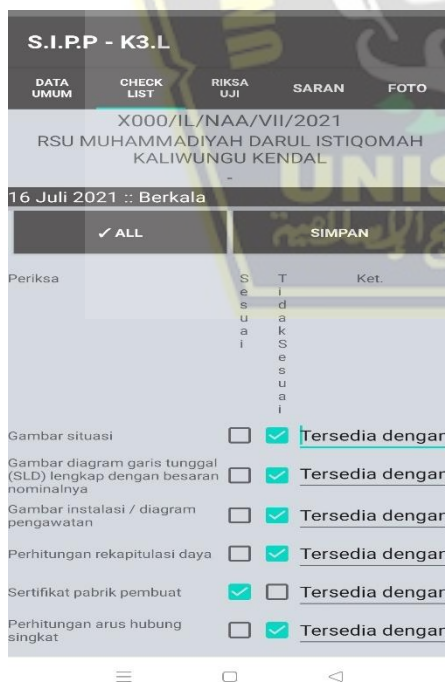 S.I.P.P - K3.L
DATA UMUM
CHECK LIST
RIKSA UJI
SARAN
FOTO
X000/IL/NAA/VII/2021
RSU MUHAMMADIYAH DARUL ISTIQOMAH
KALIWUNGU KENDAL
-
16 Juli 2021 :: Berkala
✓ ALL
SIMPAN
Periksa
Sesuai
TidakSesuai
Ket.
Gambar situasi
Tersedia dengan
Gambar diagram garis tunggal
(SLD) lengkap dengan besaran
nominalnya
Tersedia dengan
Gambar instalasi / diagram
pengawatan
Tersedia dengan
Perhitungan rekapitulasi daya
Tersedia dengan
Sertifikat pabrik pembuat
Tersedia dengan
Perhitungan arus hubung
singkat
Tersedia dengan
UNIS